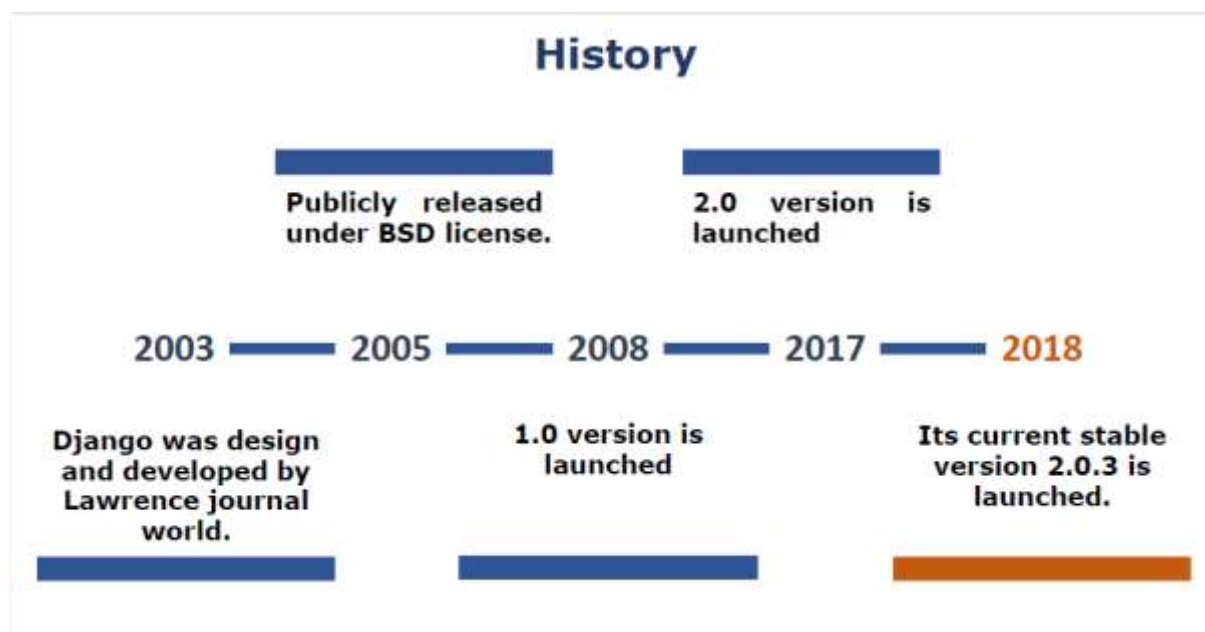 History
Publicly released
under BSD license.
2.0 version is
launched
2003
2005
2008
2017
2018
Django was design
and developed by
Lawrence journal
world.
1.0 version is
launched
Its current stable
version 2.0.3 is
launched.